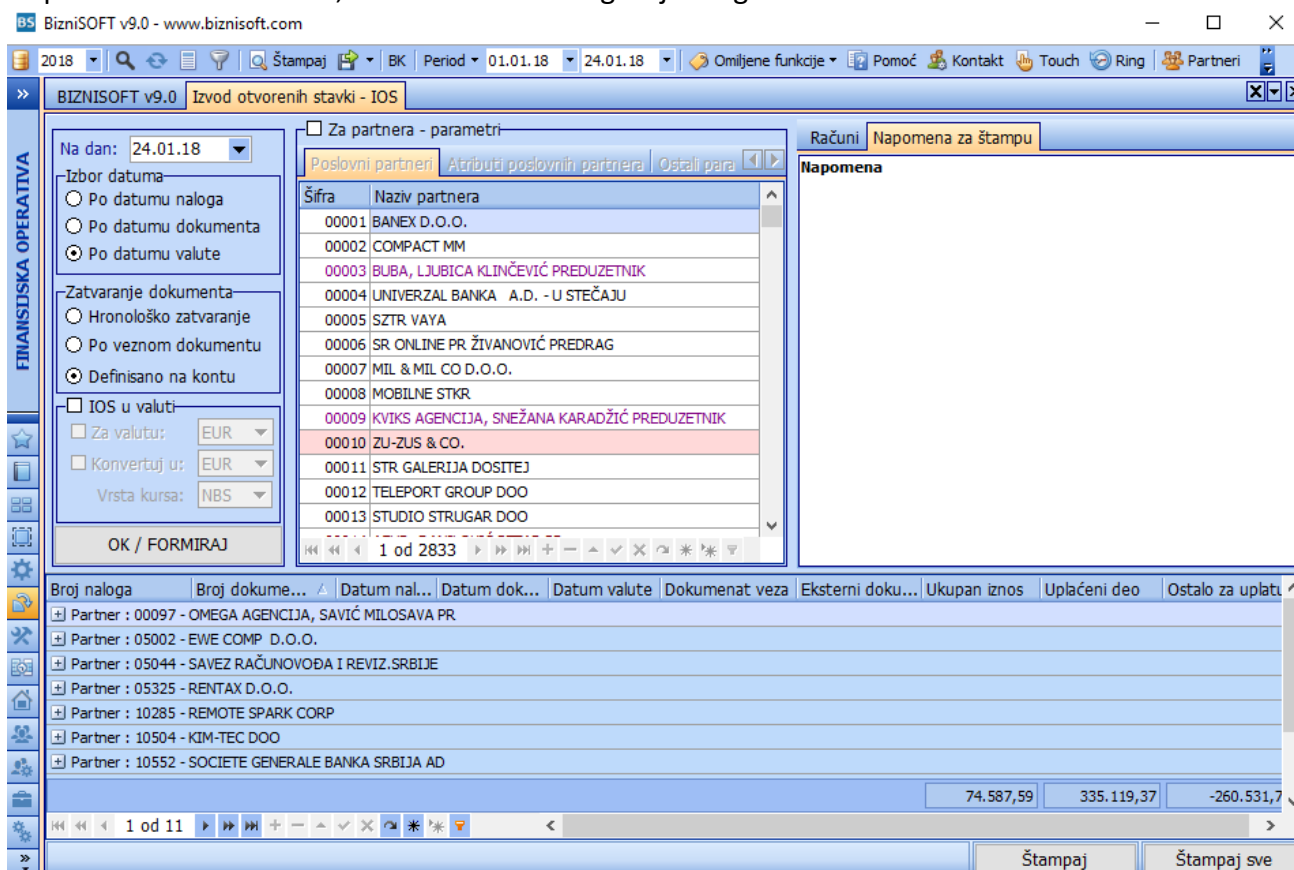 BS BizniSOFT v9.0 - www.biznisoft.com
2018 Štampaj BK Period 01.01.18 24.01.18 Omiljene funkcije Pomoć Kontakt Touch Ring Partneri
BIZNISOFT v9.0 Izvod otvorenih stavki - IOS
FINANSIJSKA OPERATIVA
Na dan: 24.01.18
Izbor datuma
Po datumu naloga
Po datumu dokumenta
Po datumu valute
Zatvaranje dokumenta
Hronološko zatvaranje
Po veznom dokumentu
Definisano na kontu
IOS u valuti
Za valutu: EUR
Konvertuj u: EUR
Vrsta kursa: NBS
OK / FORMIRAJ
Za partnera - parametri
Poslovni partneri Atributi poslovnih partnera Ostali para
Šifra Naziv partnera
00001 BANEX D.O.O.
00002 COMPACT MM
00003 BUBA, LJUBICA KLINČEVIĆ PREDUZETNIK
00004 UNIVERZAL BANKA A.D. - U STEČAJU
00005 SZTR VAYA
00006 SR ONLINE PR ŽIVANOVIĆ PREDRAG
00007 MIL & MIL CO D.O.O.
00008 MOBILNE STKR
00009 KVIKS AGENCIJA, SNEŽANA KARADŽIĆ PREDUZETNIK
00010 ZU-ZUS & CO.
00011 STR GALERIJA DOSITEJ
00012 TELEPORT GROUP DOO
00013 STUDIO STRUGAR DOO
1 od 2833
Računi Napomena za štampu
Napomena
Broj naloga Broj dokume... Datum nal... Datum dok... Datum valute Dokumenat veza Eksterni doku... Ukupan iznos Uplaćeni deo Ostalo za uplatu
Partner : 00097 - OMEGA AGENCIJA, SAVIĆ MILOSAVA PR
Partner : 05002 - EWE COMP D.O.O.
Partner : 05044 - SAVEZ RAČUNOVOĐA I REVIZ.SRBIJE
Partner : 05325 - RENTAX D.O.O.
Partner : 10285 - REMOTE SPARK CORP
Partner : 10504 - KIM-TEC DOO
Partner : 10552 - SOCIETE GENERALE BANKA SRBIJA AD
74.587,59 335.119,37 -260.531,7
1 od 11
Štampaj Štampaj sve